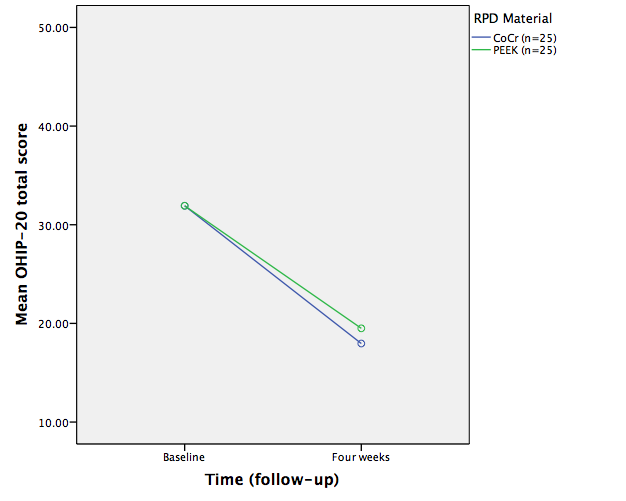 RPD Material
CoCr (n=25)
PEEK (n=25)
50.00
40.00
30.00
20.00
10.00
Mean OHIP-20 total score
Baseline
Four weeks
Time (follow-up)